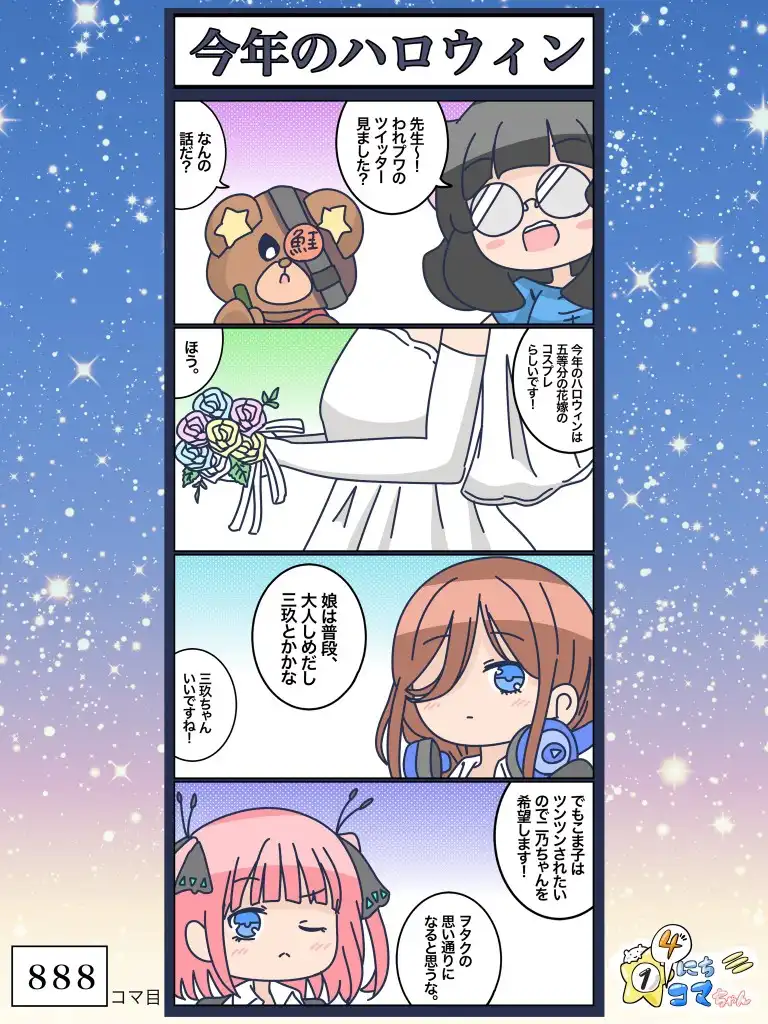 今年のハロウィン
先生〜!
われプワの
ツイッター
見ました?
なんの
話だ?
鮭
今年のハロウィンは
五等分の花嫁の
コスプレ
らしいです!
ほう。
娘は普段、
大人しめだし
三玖とかかな
三玖ちゃん
いいですね!
でもこま子は
ツンツンされたい
ので二乃ちゃんを
希望します!
ヲタクの
思い通りに
なると思うな。
888
コマ目
1
にち
4
コマ
ちゃん